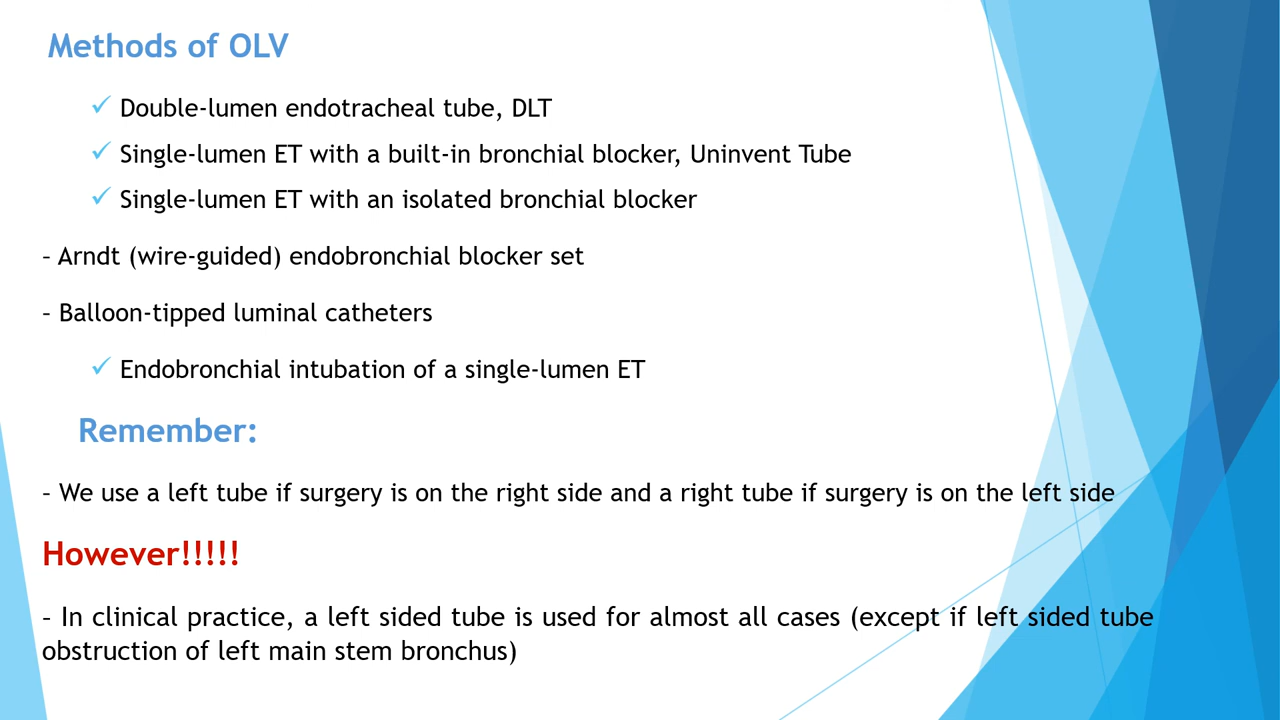 Methods of OLV
✓ Double-lumen endotracheal tube, DLT
✓ Single-lumen ET with a built-in bronchial blocker, Uninvent Tube
✓ Single-lumen ET with an isolated bronchial blocker
– Arndt (wire-guided) endobronchial blocker set
– Balloon-tipped luminal catheters
✓ Endobronchial intubation of a single-lumen ET
Remember:
– We use a left tube if surgery is on the right side and a right tube if surgery is on the left side
However!!!!!
– In clinical practice, a left sided tube is used for almost all cases (except if left sided tube
obstruction of left main stem bronchus)